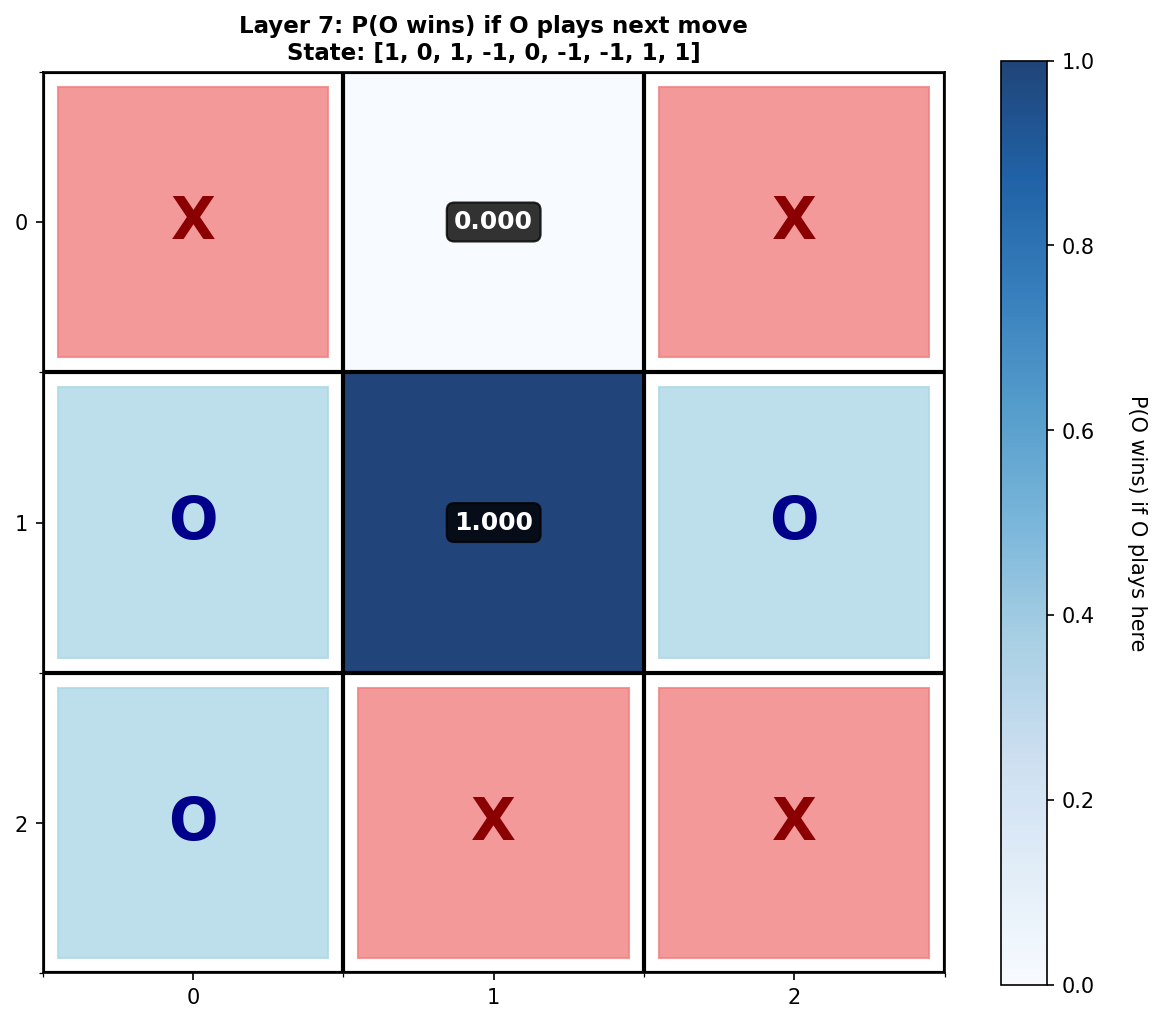 Layer 7: P(O wins) if O plays next move
State: [1, 0, 1, -1, 0, -1, -1, 1, 1]
X 0.000 X
O 1.000 O
O X X
0
1
2
0 1 2
1.0
0.8
0.6
0.4
0.2
0.0
P(O wins) if O plays here